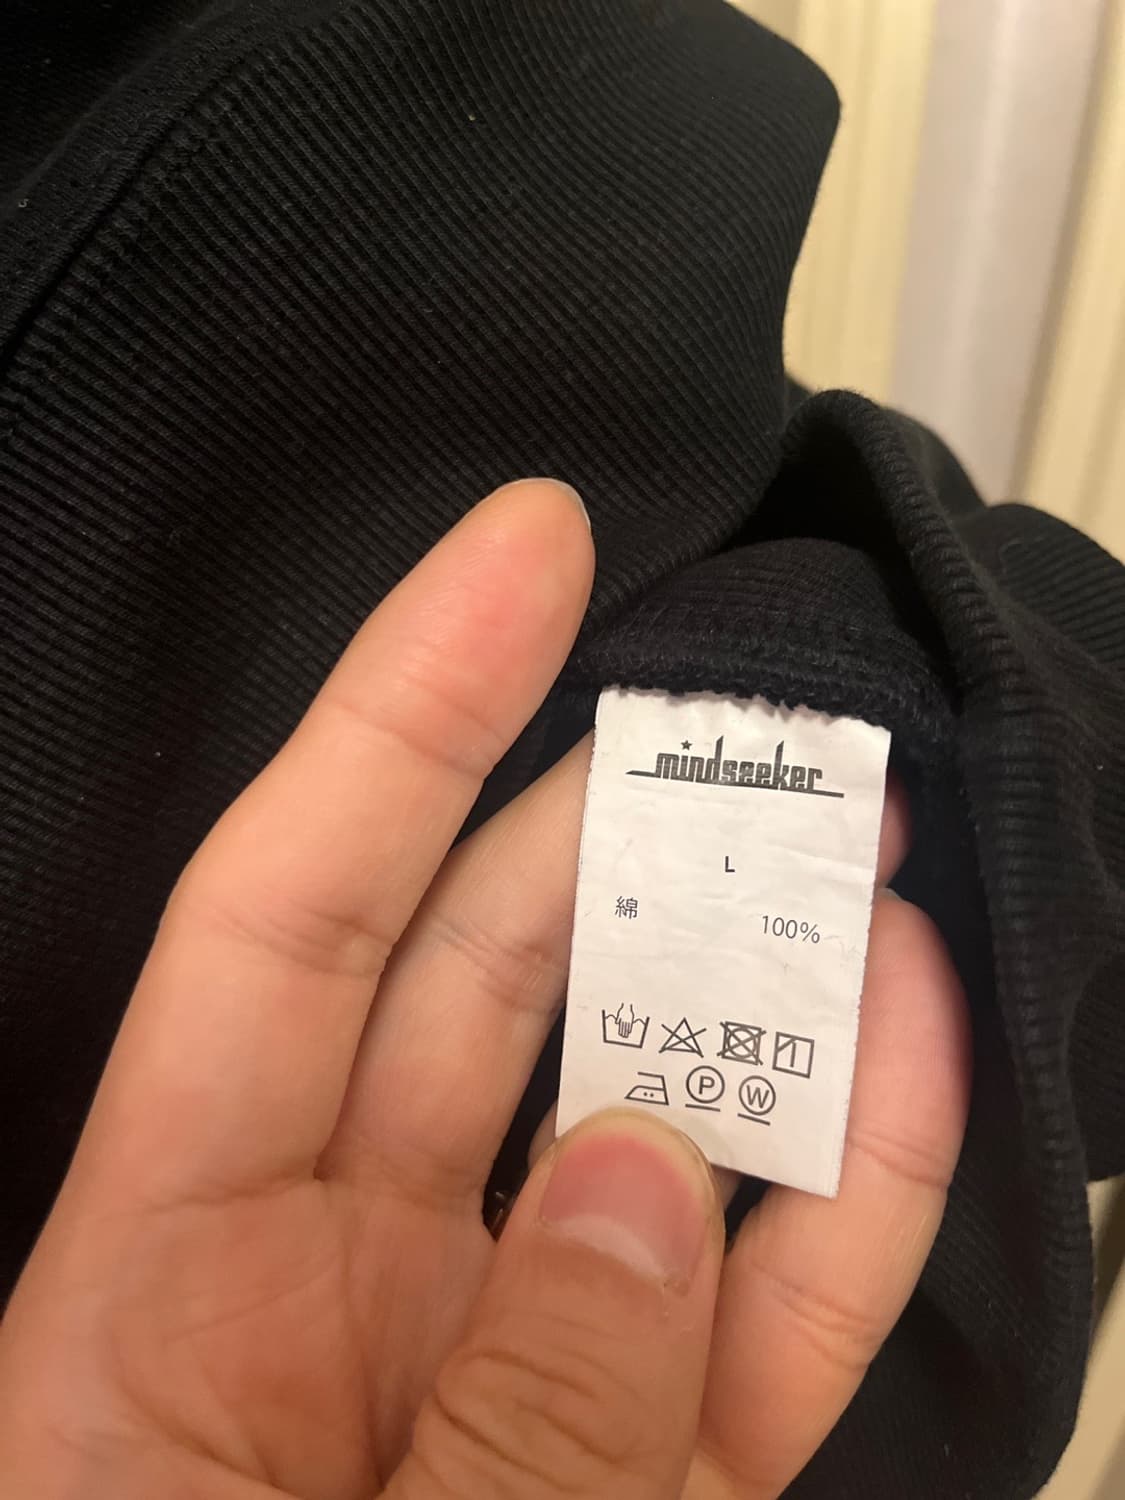 mindseeker
L
綿 100%
P W